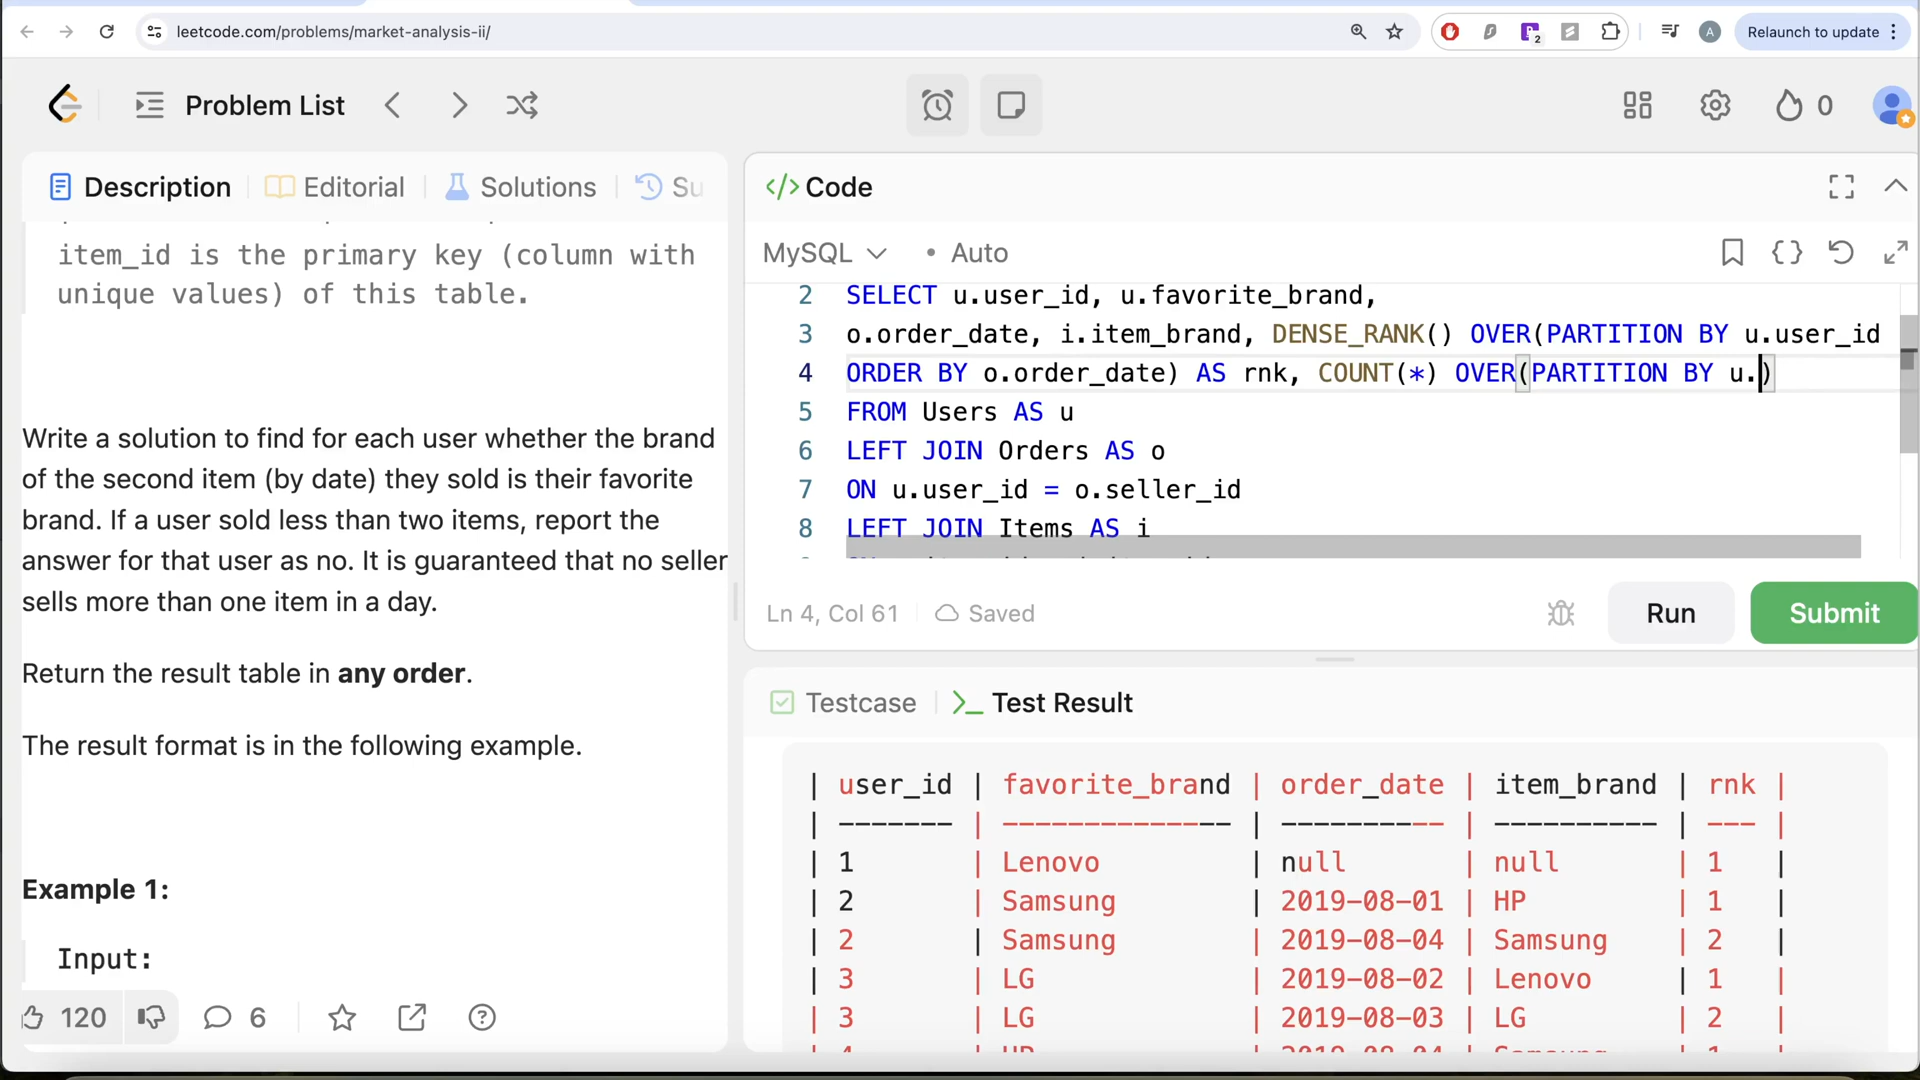 leetcode.com/problems/market-analysis-ii/
2
A
Relaunch to update
Problem List
0
Description
Editorial
Solutions
Su
item_id is the primary key (column with
unique values) of this table.
Write a solution to find for each user whether the brand
of the second item (by date) they sold is their favorite
brand. If a user sold less than two items, report the
answer for that user as no. It is guaranteed that no seller
sells more than one item in a day.
Return the result table in any order.
The result format is in the following example.
Example 1:
Input:
120
6
</> Code
MySQL
• Auto
2 SELECT u.user_id, u.favorite_brand,
3 o.order_date, i.item_brand, DENSE_RANK() OVER(PARTITION BY u.user_id
4 ORDER BY o.order_date) AS rnk, COUNT(*) OVER(PARTITION BY u.)
5 FROM Users AS u
6 LEFT JOIN Orders AS o
7 ON u.user_id = o.seller_id
8 LEFT JOIN Items AS i
Ln 4, Col 61
Saved
Run
Submit
Testcase
>_ Test Result
| user_id | favorite_brand | order_date | item_brand | rnk |
| ------- | -------------- | ---------- | ---------- | --- |
| 1 | Lenovo | null | null | 1 |
| 2 | Samsung | 2019-08-01 | HP | 1 |
| 2 | Samsung | 2019-08-04 | Samsung | 2 |
| 3 | LG | 2019-08-02 | Lenovo | 1 |
| 3 | LG | 2019-08-03 | LG | 2 |